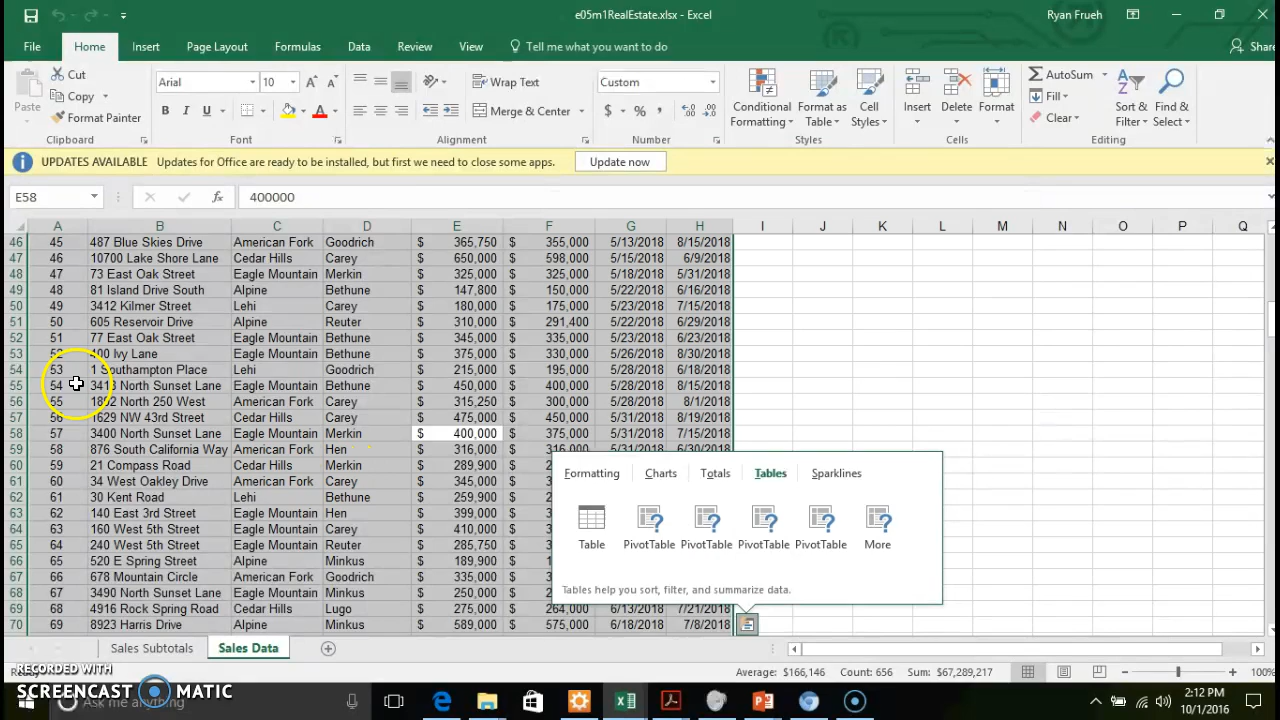 e05m1RealEstate.xlsx - Excel
Ryan Frueh
File Home Insert Page Layout Formulas Data Review View Tell me what you want to do Share
Paste Cut Copy Format Painter
Arial 10 Wrap Text Custom
B I U A Merge & Center $ % ,
Conditional Formatting Format as Table Cell Styles Insert Delete Format
AutoSum Fill Clear Sort & Filter Find & Select
Clipboard Font Alignment Number Styles Cells Editing
UPDATES AVAILABLE Updates for Office are ready to be installed, but first we need to close some apps. Update now
E58 fx 400000
A B C D E F G H I J K L M N O P Q
46 45 487 Blue Skies Drive American Fork Goodrich $ 365,750 $ 355,000 5/13/2018 8/15/2018
47 46 10700 Lake Shore Lane Cedar Hills Carey $ 650,000 $ 598,000 5/15/2018 6/9/2018
48 47 73 East Oak Street Eagle Mountain Merkin $ 325,000 $ 325,000 5/18/2018 5/31/2018
49 48 81 Island Drive South Alpine Bethune $ 147,800 $ 150,000 5/22/2018 6/16/2018
50 49 3412 Kilmer Street Lehi Carey $ 180,000 $ 175,000 5/23/2018 7/15/2018
51 50 605 Reservoir Drive Alpine Reuter $ 310,000 $ 291,400 5/22/2018 6/29/2018
52 51 77 East Oak Street Eagle Mountain Bethune $ 345,000 $ 335,000 5/23/2018 6/23/2018
53 52 100 Ivy Lane Eagle Mountain Bethune $ 375,000 $ 330,000 5/26/2018 8/30/2018
54 53 1 Southampton Place Lehi Goodrich $ 215,000 $ 195,000 5/28/2018 6/18/2018
55 54 3413 North Sunset Lane Eagle Mountain Bethune $ 450,000 $ 400,000 5/28/2018 8/15/2018
56 55 1802 North 250 West American Fork Carey $ 315,250 $ 300,000 5/28/2018 8/1/2018
57 56 1629 NW 43rd Street Cedar Hills Carey $ 475,000 $ 450,000 5/31/2018 8/19/2018
58 57 3400 North Sunset Lane Eagle Mountain Merkin $ 400,000 $ 375,000 5/31/2018 7/15/2018
59 58 876 South California Way American Fork Hen $ 316,000 $ 300,000 5/31/2018 6/30/2018
60 59 21 Compass Road Cedar Hills Merkin $ 289,900 $
61 60 34 West Oakley Drive American Fork Carey $ 342,000 $
62 61 30 Kent Road Lehi Bethune $ 259,900 $
63 62 140 East 3rd Street Eagle Mountain Hen $ 399,000 $
64 63 160 West 5th Street Eagle Mountain Carey $ 410,000 $
65 64 240 West 5th Street Eagle Mountain Reuter $ 285,750 $
66 65 520 E Spring Street Alpine Minkus $ 189,900 $
67 66 678 Mountain Circle American Fork Goodrich $ 335,000 $
68 67 3490 North Sunset Lane Eagle Mountain Minkus $ 250,000 $
69 68 4916 Rock Spring Road Cedar Hills Lugo $ 275,000 $ 264,000 6/13/2018 7/21/2018
70 69 8923 Harris Drive Alpine Minkus $ 589,000 $ 575,000 6/18/2018 7/8/2018
Formatting Charts Totals Tables Sparklines
Table PivotTable PivotTable PivotTable PivotTable More
Tables help you sort, filter, and summarize data.
Sales Subtotals Sales Data
Average: $166,146 Count: 656 Sum: $67,289,217 100%
RECORDED WITH
SCREENCAST MATIC
Ask me anything
2:12 PM
10/1/2016